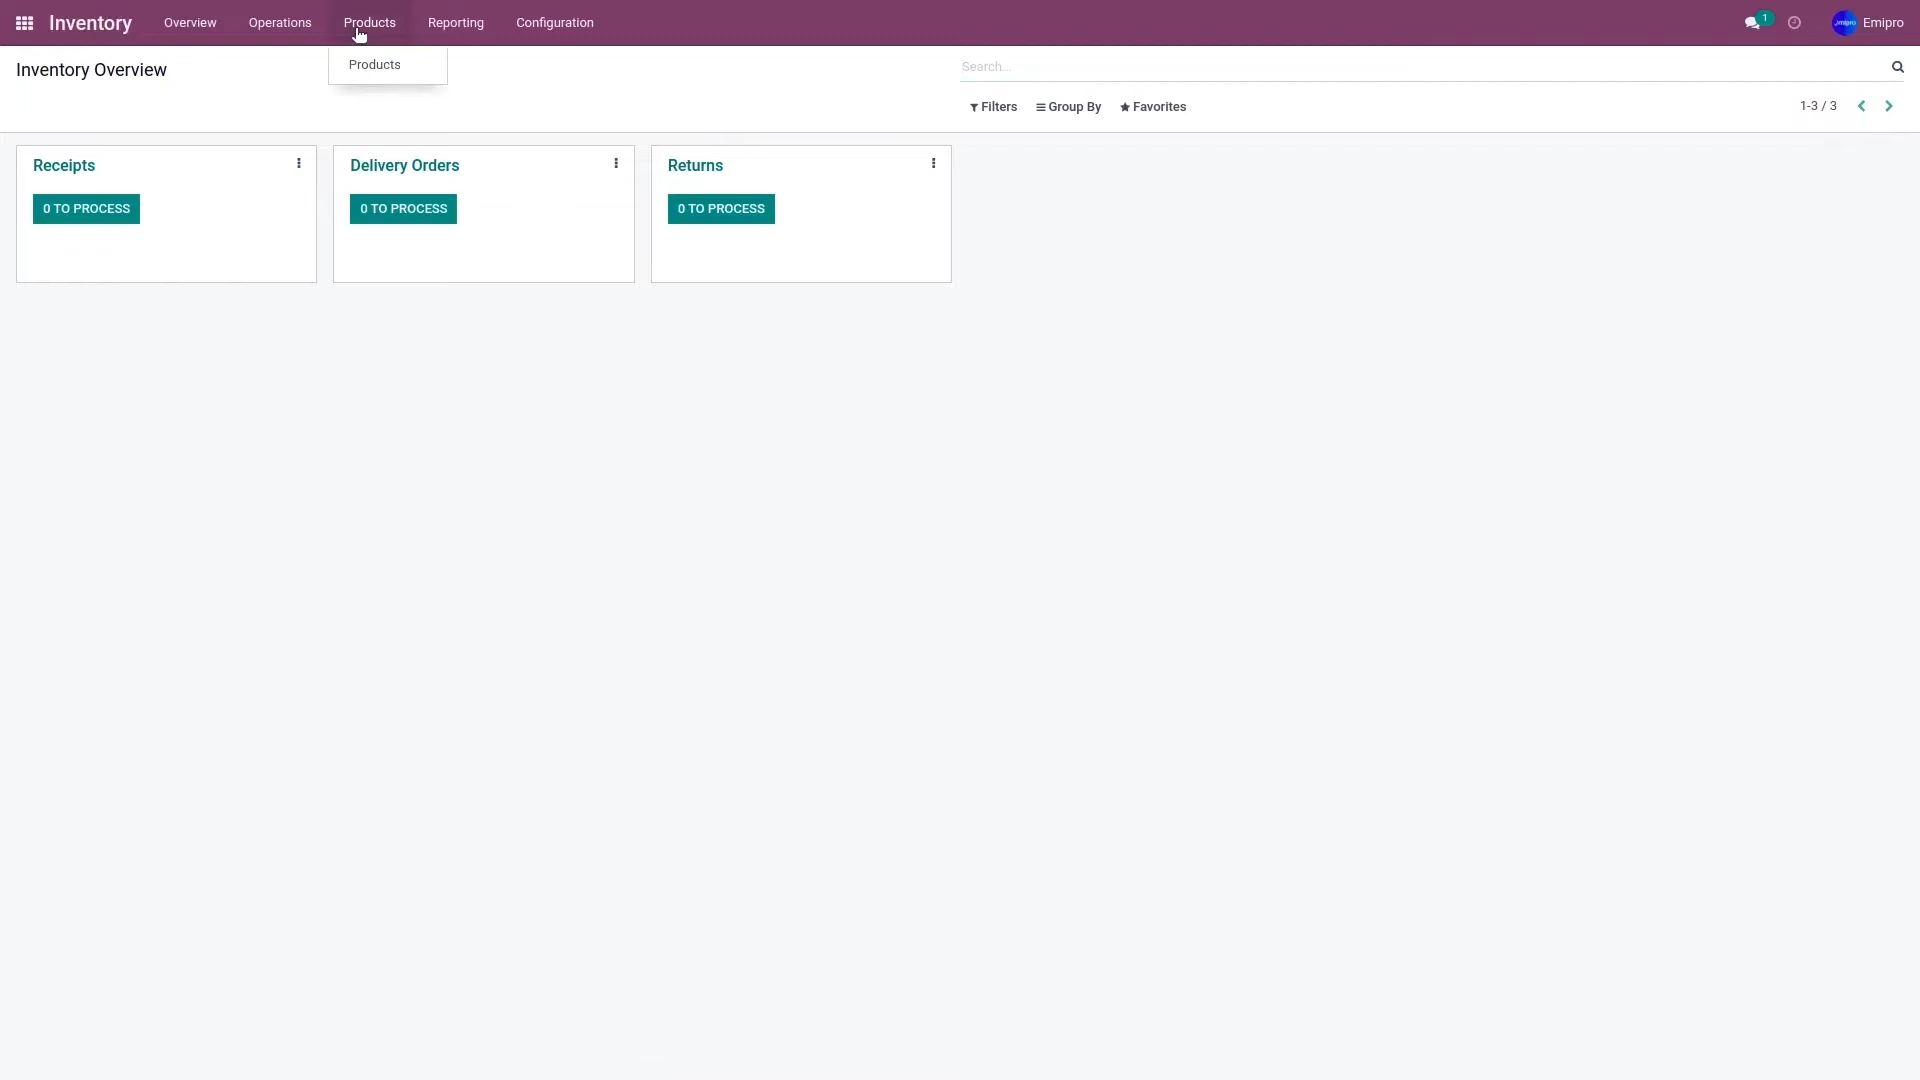 Inventory Overview Operations Products Reporting Configuration 1 Emipro
Products
Inventory Overview
Search...
Filters Group By Favorites 1-3 / 3
Receipts Delivery Orders Returns
0 TO PROCESS 0 TO PROCESS 0 TO PROCESS